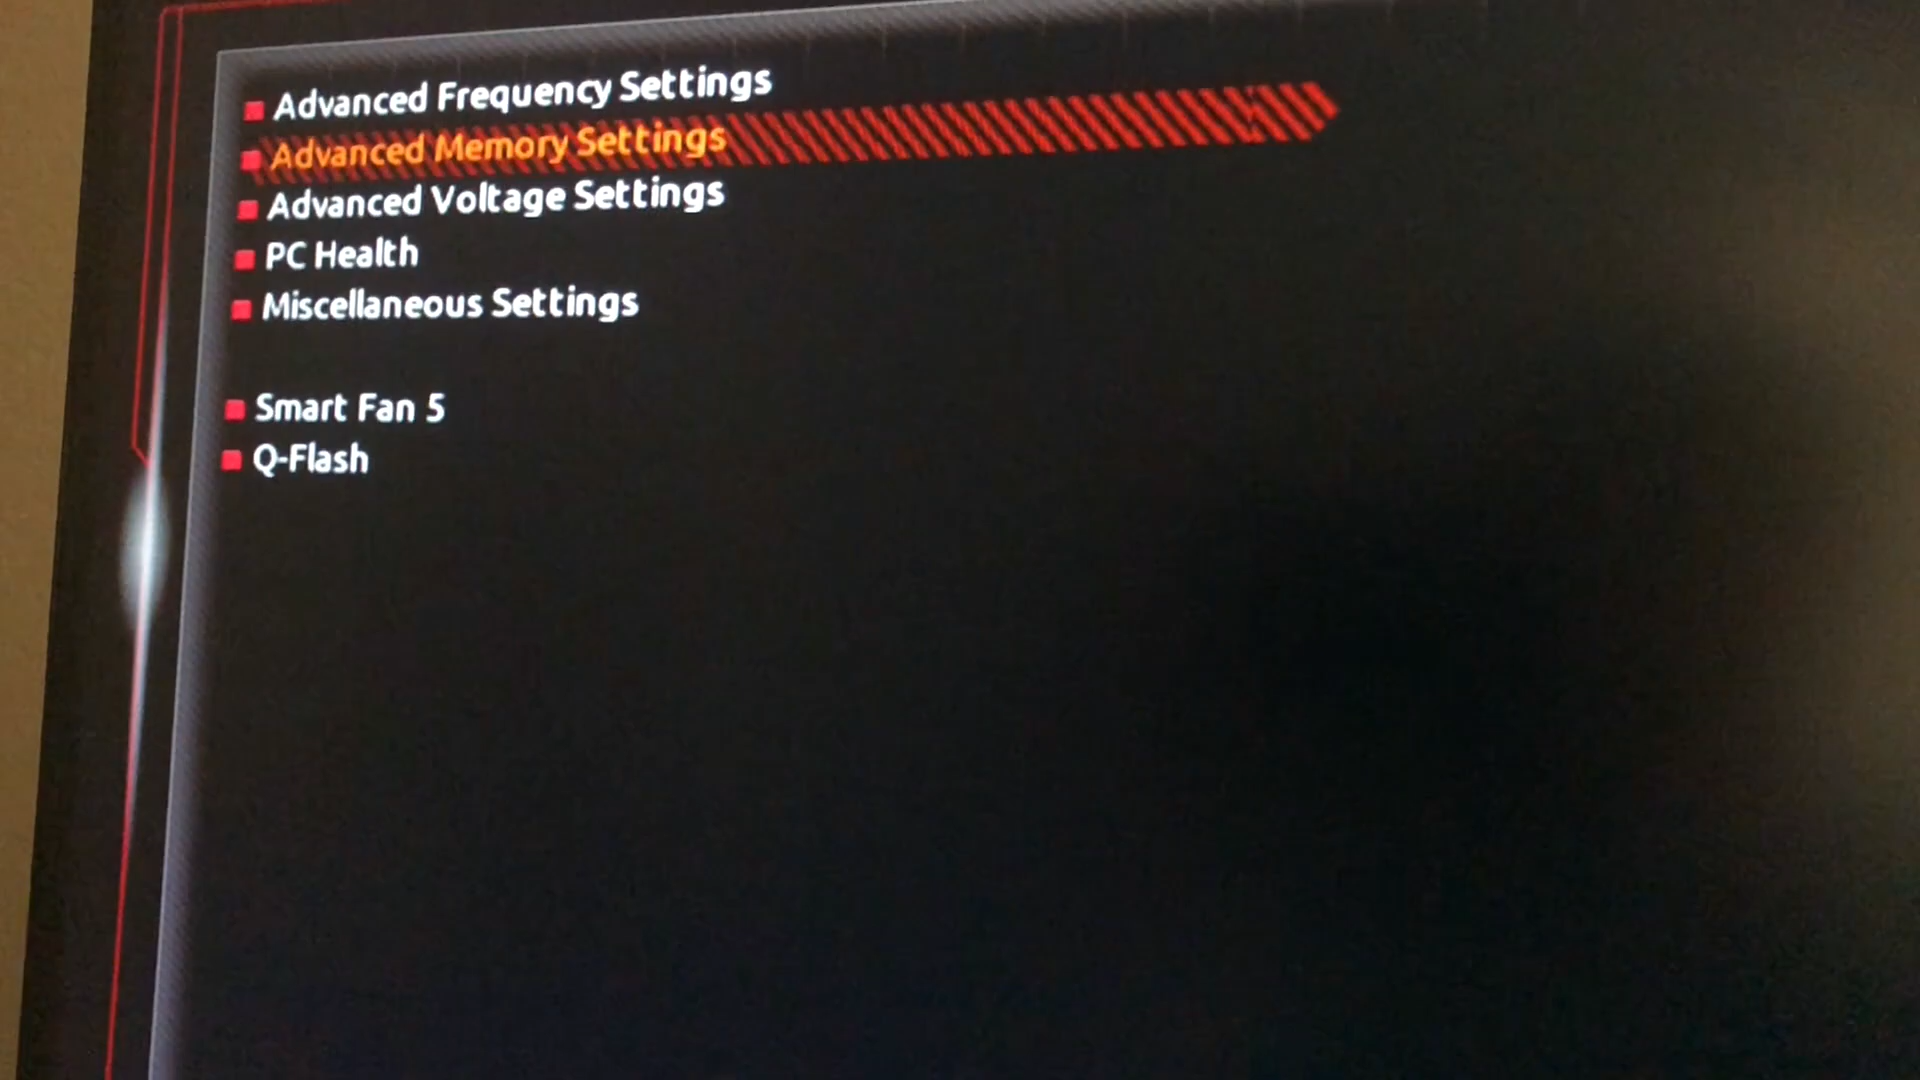 Advanced Frequency Settings
Advanced Memory Settings
Advanced Voltage Settings
PC Health
Miscellaneous Settings
Smart Fan 5
Q-Flash